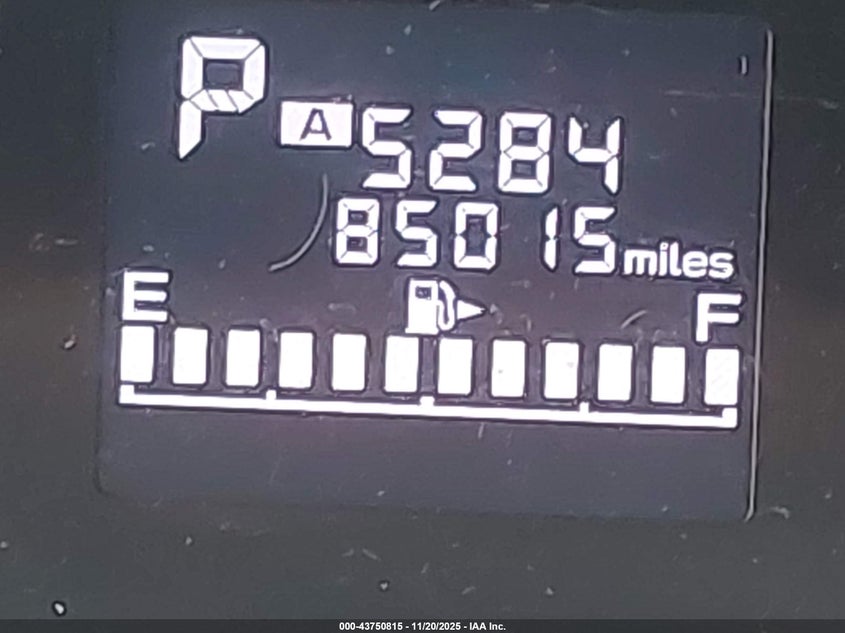 P
A 5284
85015 miles
E F
000-43750815 - 11/20/2025 - IAA Inc.